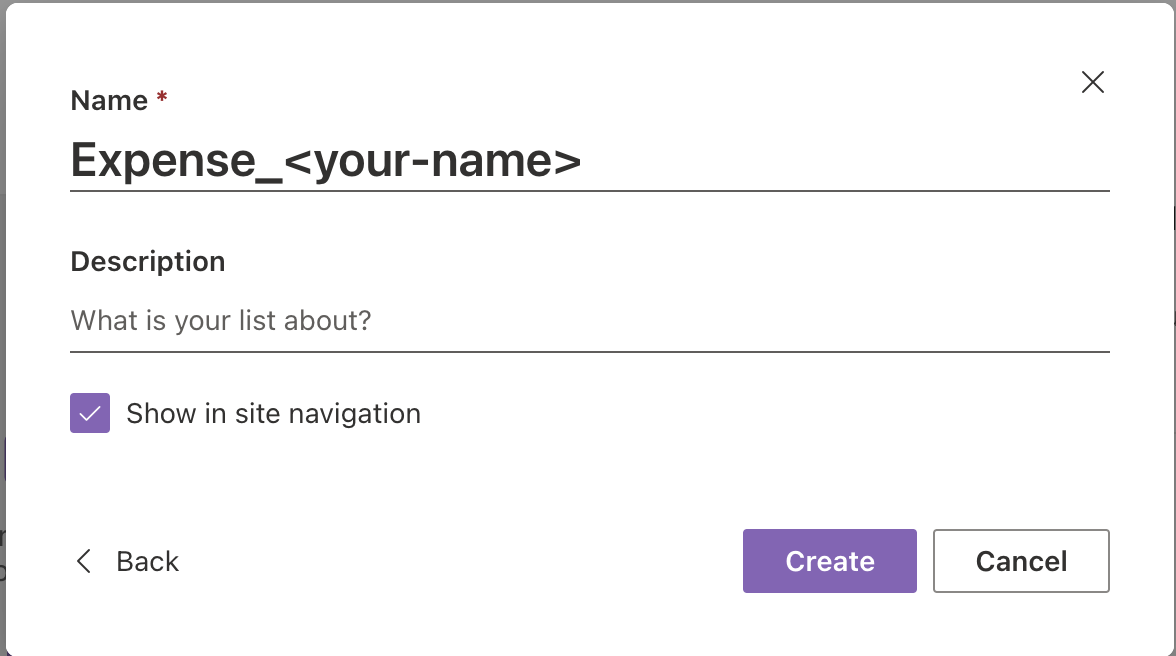 Name *
Expense_<your-name>
Description
What is your list about?
Show in site navigation
Back
Create
Cancel